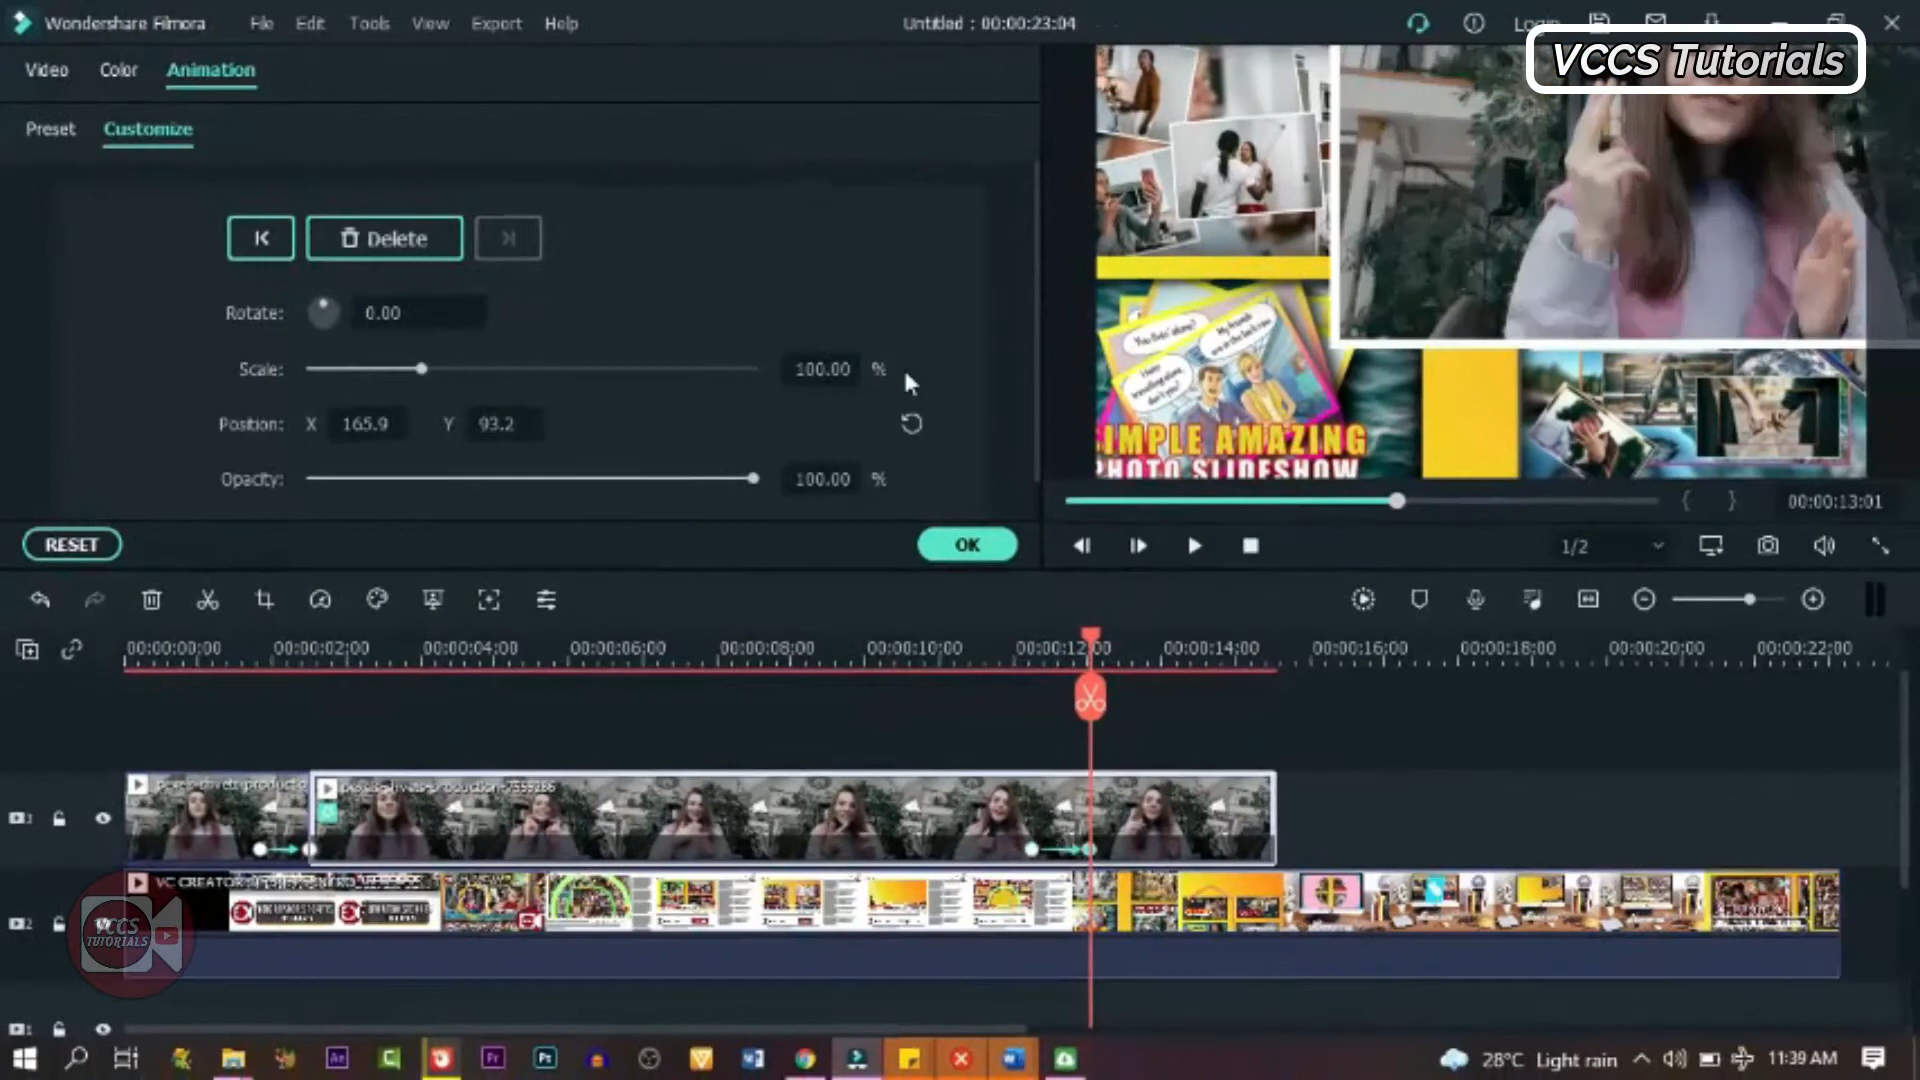 Wondershare Filmora File Edit Tools View Export Help Untitled : 00:00:23:04 Login
VCCS Tutorials
Video Color Animation
Preset Customize
Delete
Rotate: 0.00
Scale: 100.00 %
Position: X 165.9 Y 93.2
Opacity: 100.00 %
RESET OK
SIMPLE AMAZING
PHOTO SLIDESHOW
{ } 00:00:13:01
1/2
00:00:00:00 00:00:02:00 00:00:04:00 00:00:06:00 00:00:08:00 00:00:10:00 00:00:12:00 00:00:14:00 00:00:16:00 00:00:18:00 00:00:20:00 00:00:22:00
VC CREATOR
VCCS
TUTORIALS
28°C Light rain 11:39 AM